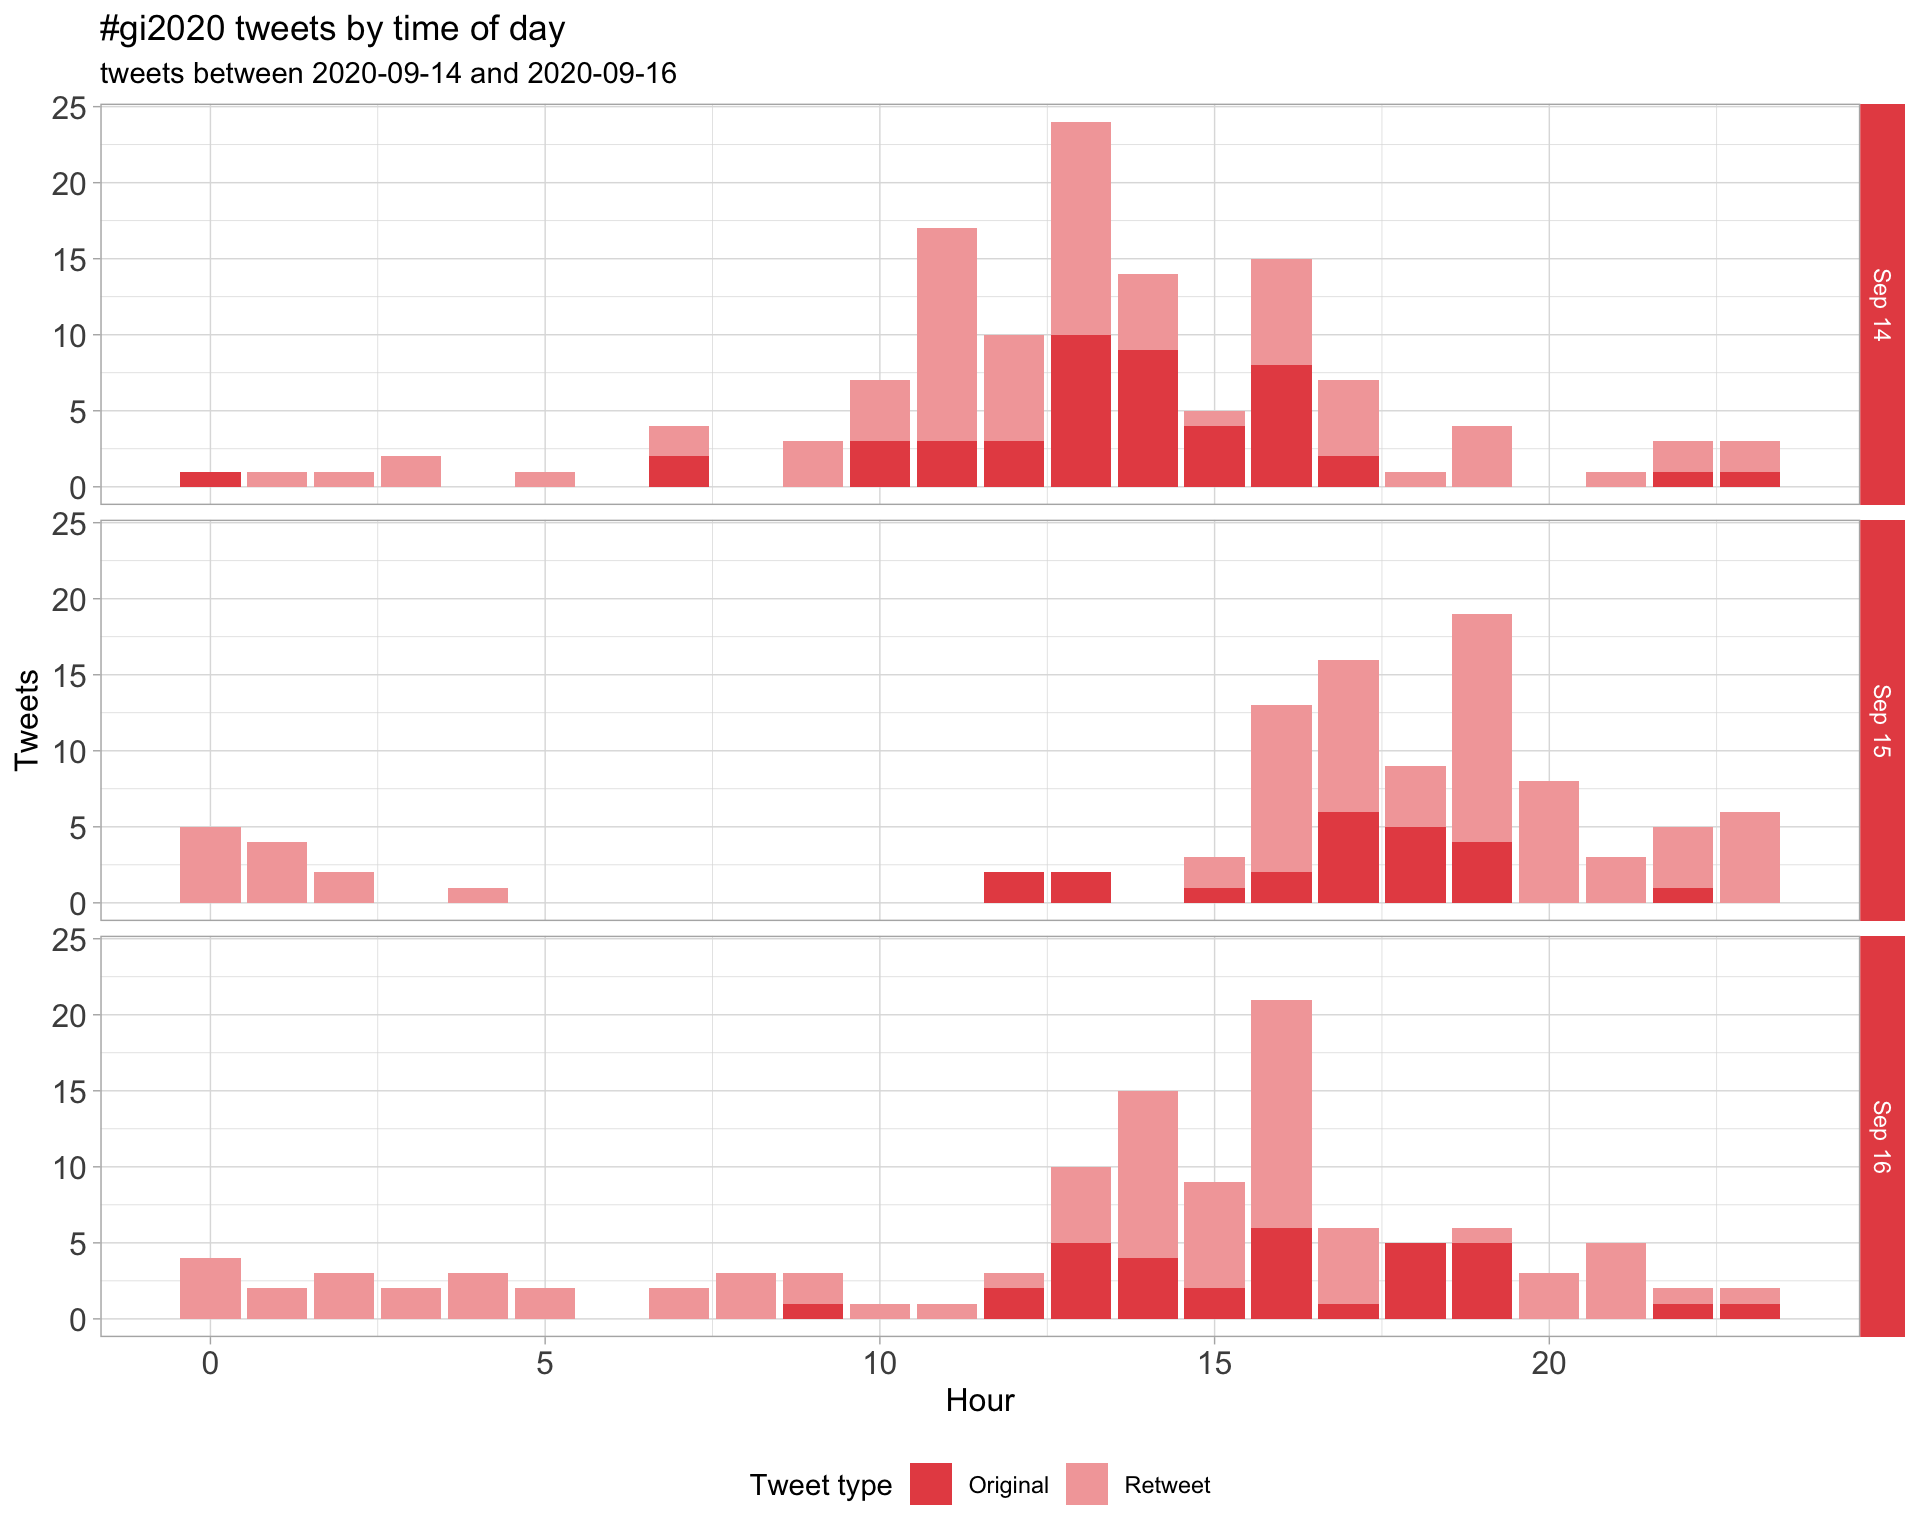 #gi2020 tweets by time of day
tweets between 2020-09-14 and 2020-09-16
25
20
15
10
5
0
Sep 14
25
20
15
10
5
0
Sep 15
Tweets
25
20
15
10
5
0
Sep 16
0 5 10 15 20
Hour
Tweet type Original Retweet